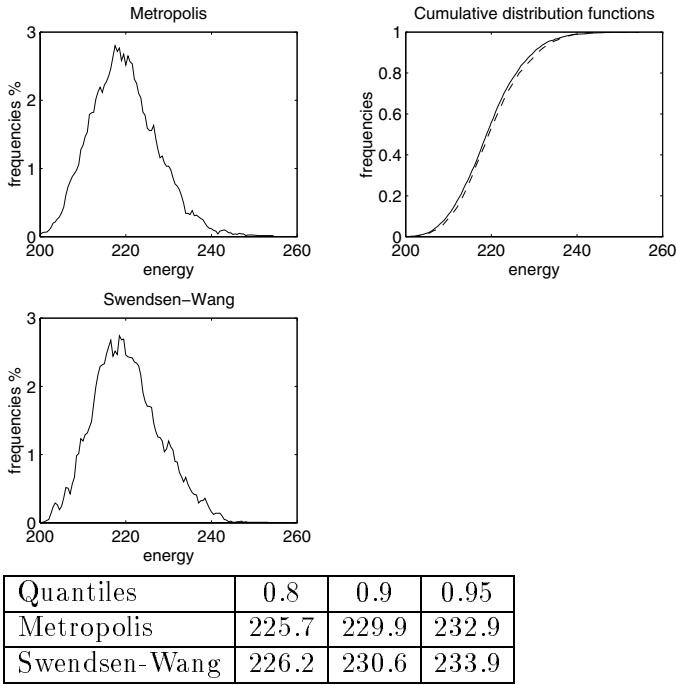 Metropolis
3
2
1
0
frequencies %
200
220
240
260
energy
Cumulative distribution functions
1
0.8
0.6
0.4
0.2
0
frequencies
200
220
240
260
energy
Swendsen−Wang
3
2
1
0
frequencies %
200
220
240
260
energy
Quantiles 0.8 0.9 0.95
Metropolis 225.7 229.9 232.9
Swendsen-Wang 226.2 230.6 233.9